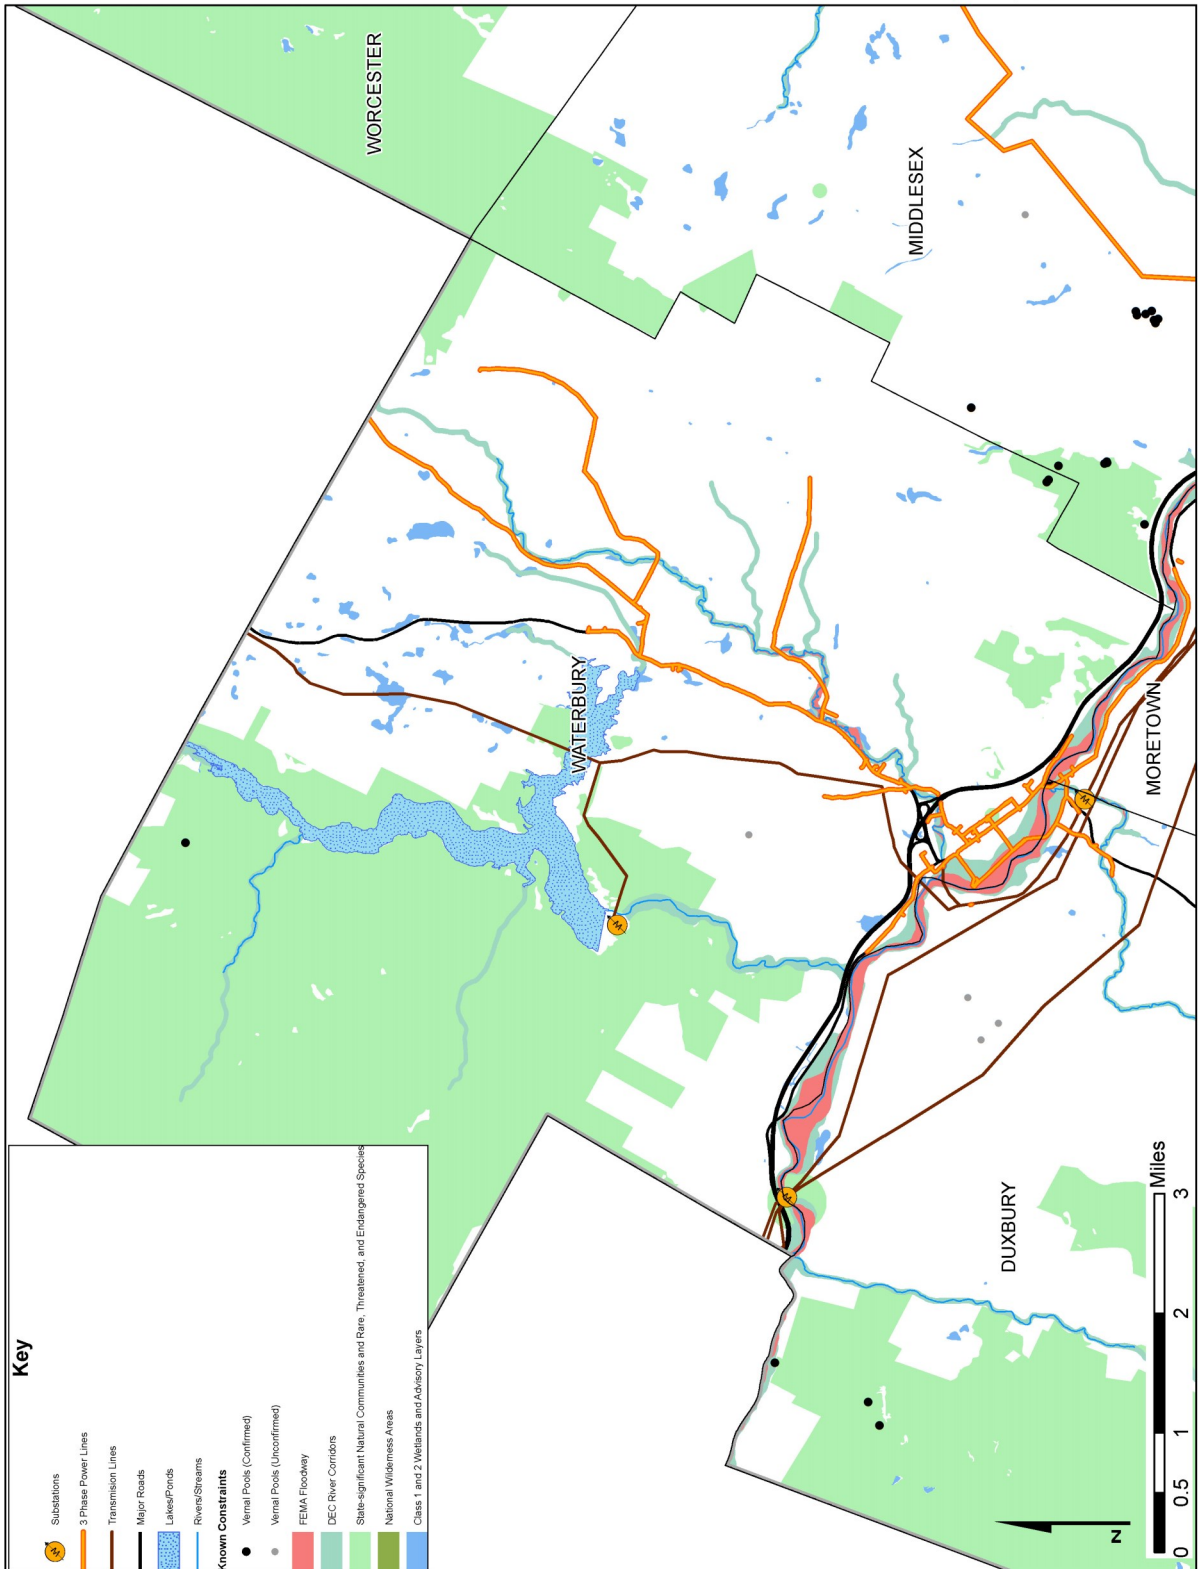 Key
Substations
3 Phase Power Lines
Transmision Lines
Major Roads
Lakes/Ponds
Rivers/Streams
Known Constraints
Vernal Pools (Confirmed)
Vernal Pools (Unconfirmed)
FEMA Floodway
DEC River Corridors
State-significant Natural Communities and Rare, Threatened, and Endangered Species
National Wilderness Areas
Class 1 and 2 Wetlands and Advisory Layers
WORCESTER
MIDDLESEX
WATERBURY
MORETOWN
DUXBURY
N
0 0.5 1 2 3
Miles